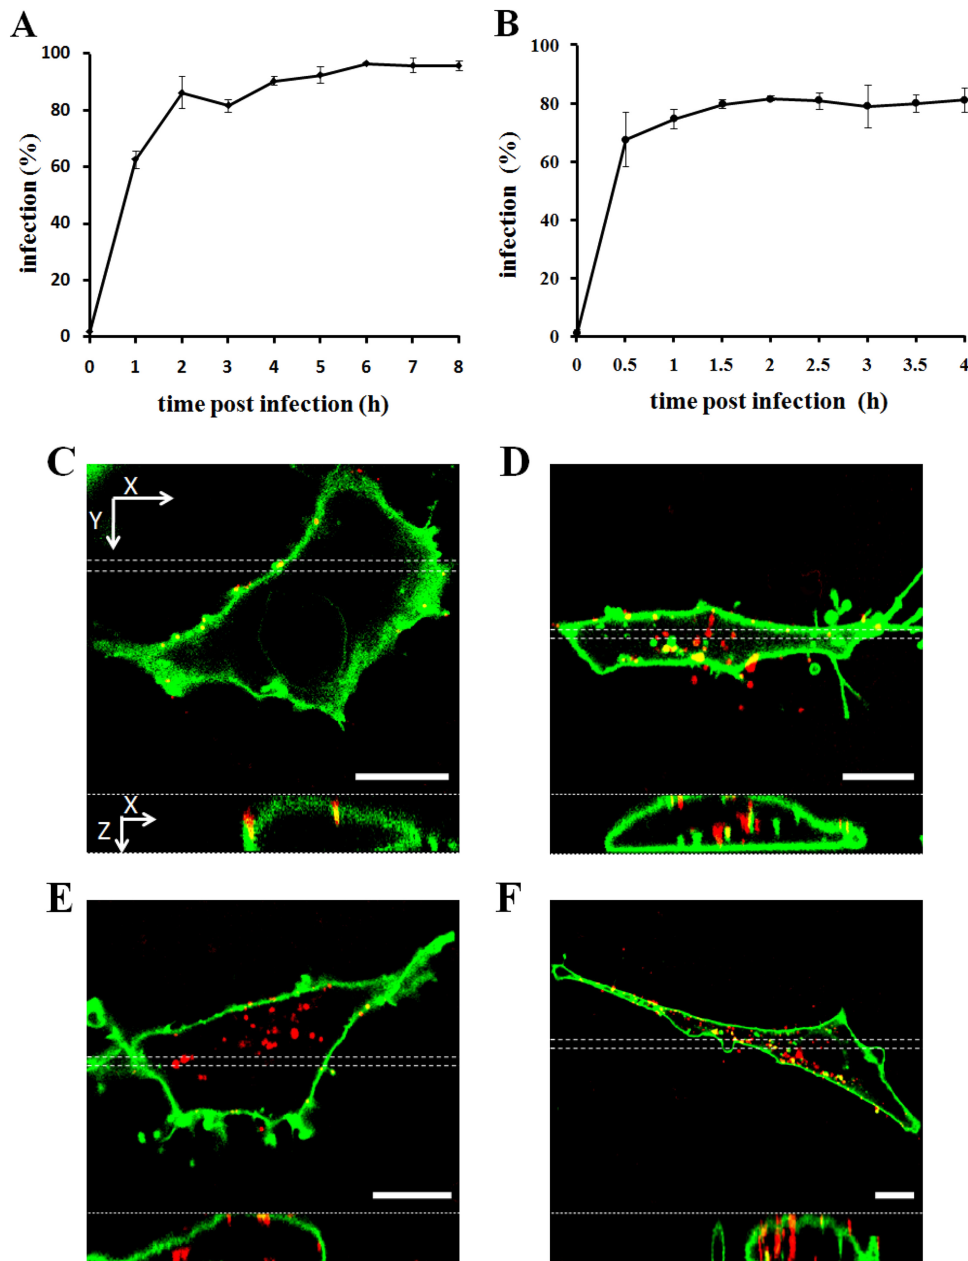 A
B
100
80
60
40
20
0
infection (%)
0 1 2 3 4 5 6 7 8
time post infection (h)
100
80
60
40
20
0
infection (%)
0 0.5 1 1.5 2 2.5 3 3.5 4
time post infection (h)
C
D
X
Y
X
Z
E
F